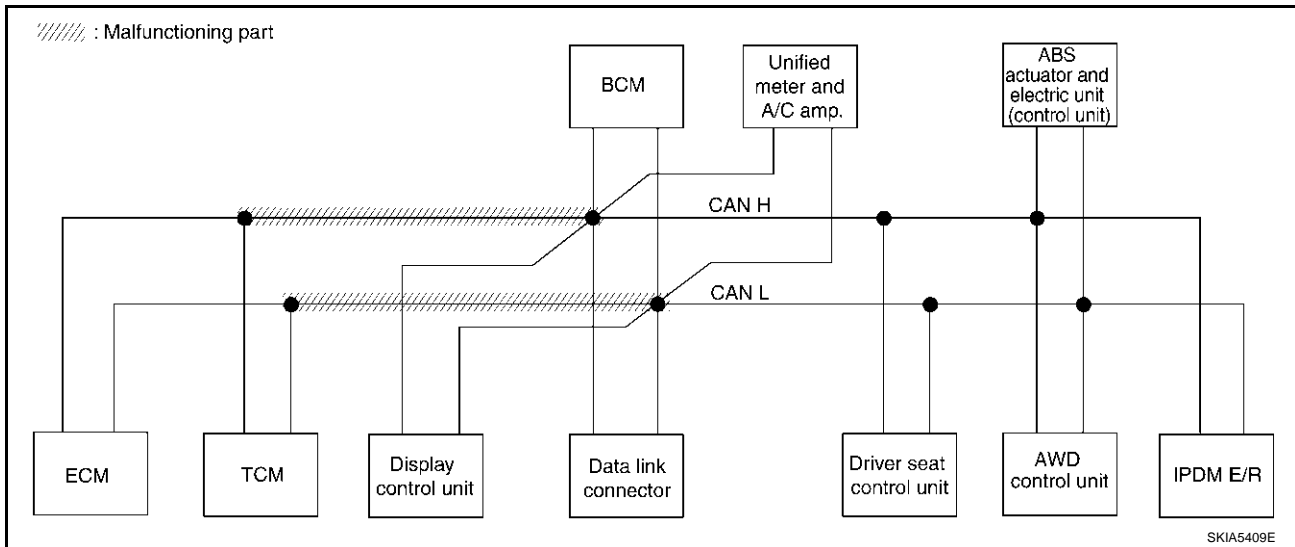 : Malfunctioning part
BCM
Unified
meter and
A/C amp.
ABS
actuator and
electric unit
(control unit)
CAN H
CAN L
ECM
TCM
Display
control unit
Data link
connector
Driver seat
control unit
AWD
control unit
IPDM E/R
SKIA5409E